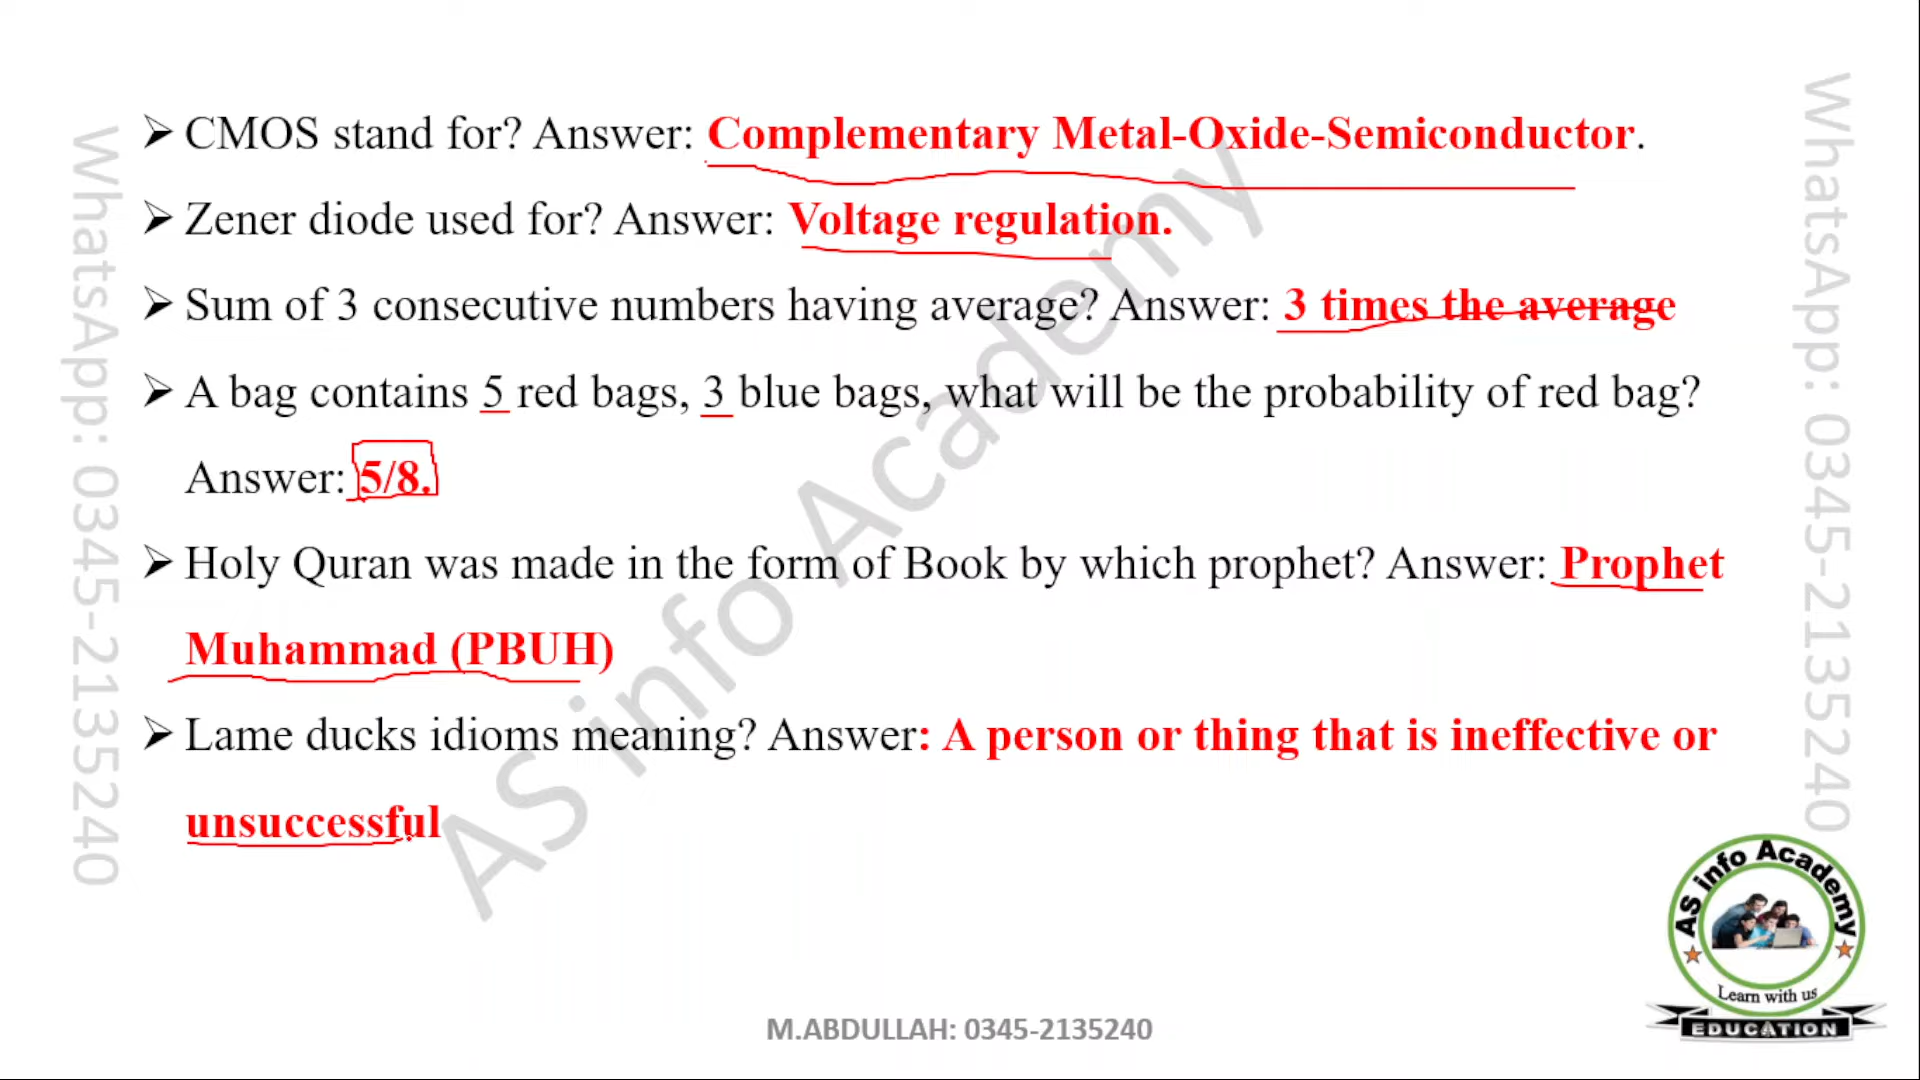 ➢ CMOS stand for? Answer: Complementary Metal-Oxide-Semiconductor.
➢ Zener diode used for? Answer: Voltage regulation.
➢ Sum of 3 consecutive numbers having average? Answer: 3 times the average
➢ A bag contains 5 red bags, 3 blue bags, what will be the probability of red bag?
Answer: 5/8.
➢ Holy Quran was made in the form of Book by which prophet? Answer: Prophet
Muhammad (PBUH)
➢ Lame ducks idioms meaning? Answer: A person or thing that is ineffective or
unsuccessful
WhatsApp: 0345-2135240
AS info Academy
WhatsApp: 0345-2135240
AS info Academy
Learn with us
EDUCATION
M.ABDULLAH: 0345-2135240